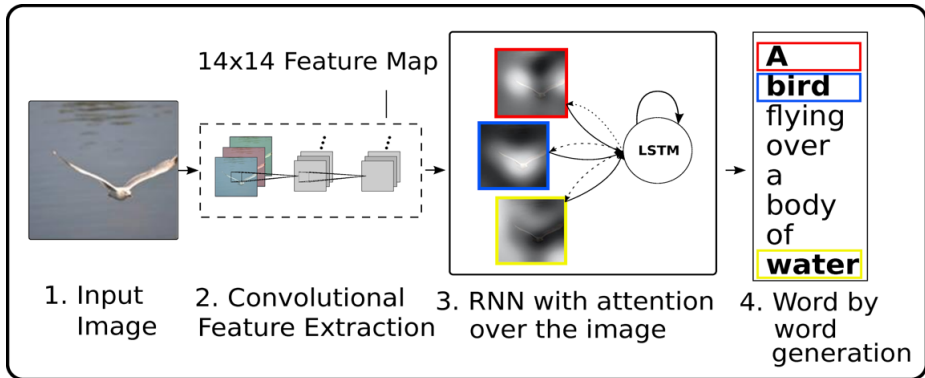 14x14 Feature Map
LSTM
A
bird
flying
over
a
body
of
water
1. Input
Image
2. Convolutional
Feature Extraction
3. RNN with attention
over the image
4. Word by
word
generation